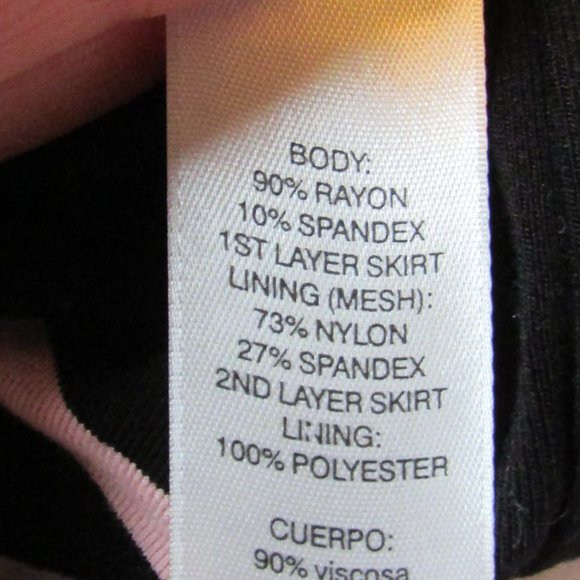 BODY:
90% RAYON
10% SPANDEX
1ST LAYER SKIRT
LINING (MESH):
73% NYLON
27% SPANDEX
2ND LAYER SKIRT
LINING:
100% POLYESTER
CUERPO:
90% viscosa